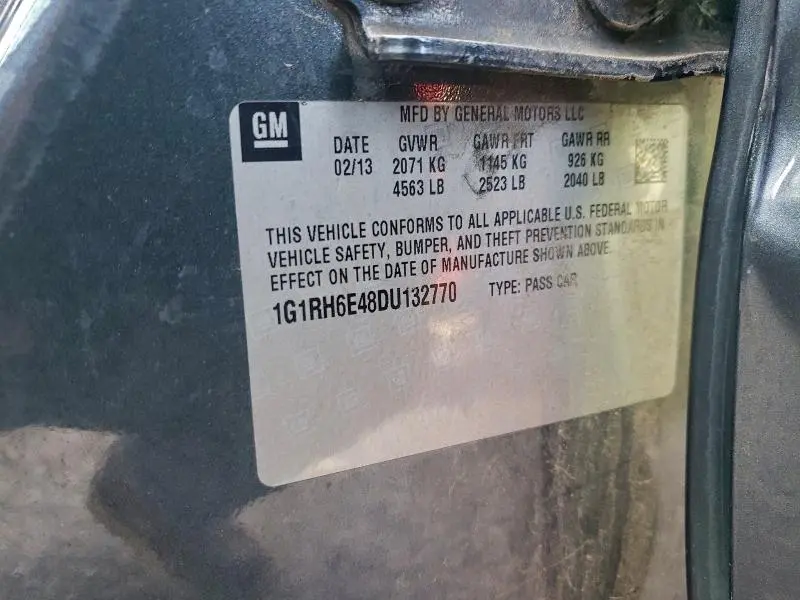 GM
MFD BY GENERAL MOTORS LLC
DATE GVWR GAWR FRT GAWR RR
02/13 2071 KG 1145 KG 926 KG
4563 LB 2523 LB 2040 LB
THIS VEHICLE CONFORMS TO ALL APPLICABLE U.S. FEDERAL MOTOR
VEHICLE SAFETY, BUMPER, AND THEFT PREVENTION STANDARDS IN
EFFECT ON THE DATE OF MANUFACTURE SHOWN ABOVE.
1G1RH6E48DU132770 TYPE: PASS CAR